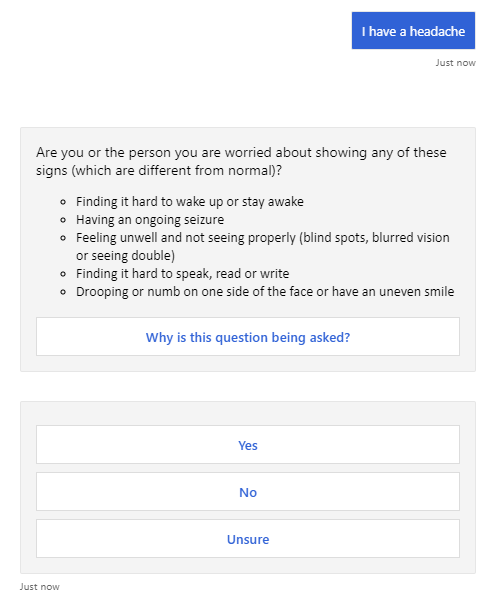 I have a headache
Just now
Are you or the person you are worried about showing any of these
signs (which are different from normal)?
Finding it hard to wake up or stay awake
Having an ongoing seizure
Feeling unwell and not seeing properly (blind spots, blurred vision
or seeing double)
Finding it hard to speak, read or write
Drooping or numb on one side of the face or have an uneven smile
Why is this question being asked?
Yes
No
Unsure
Just now